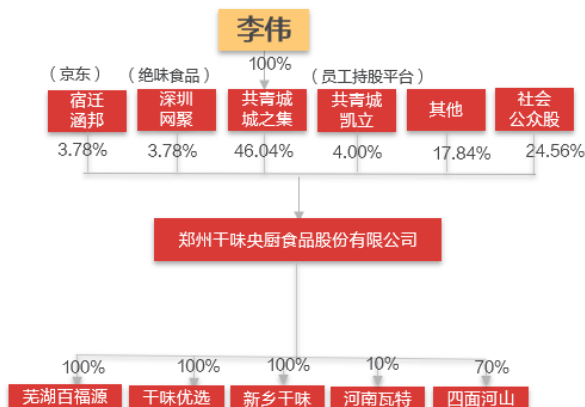 李伟
100%
（京东） （绝味食品） （员工持股平台）
宿迁涵邦 深圳网聚 共青城城之集 共青城凯立 其他 社会公众股
3.78% 3.78% 46.04% 4.00% 17.84% 24.56%
郑州千味央厨食品股份有限公司
100% 100% 100% 10% 70%
芜湖百福源 千味优选 新乡千味 河南瓦特 四面河山